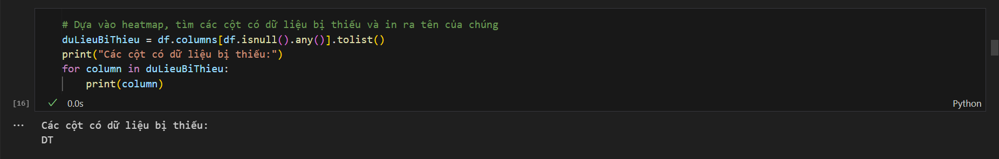 # Dựa vào heatmap, tìm các cột có dữ liệu bị thiếu và in ra tên của chúng
duLieuBiThieu = df.columns[df.isnull().any()].tolist()
print("Các cột có dữ liệu bị thiếu:")
for column in duLieuBiThieu:
    print(column)
[16]
0.0s
Python
...
Các cột có dữ liệu bị thiếu:
DT